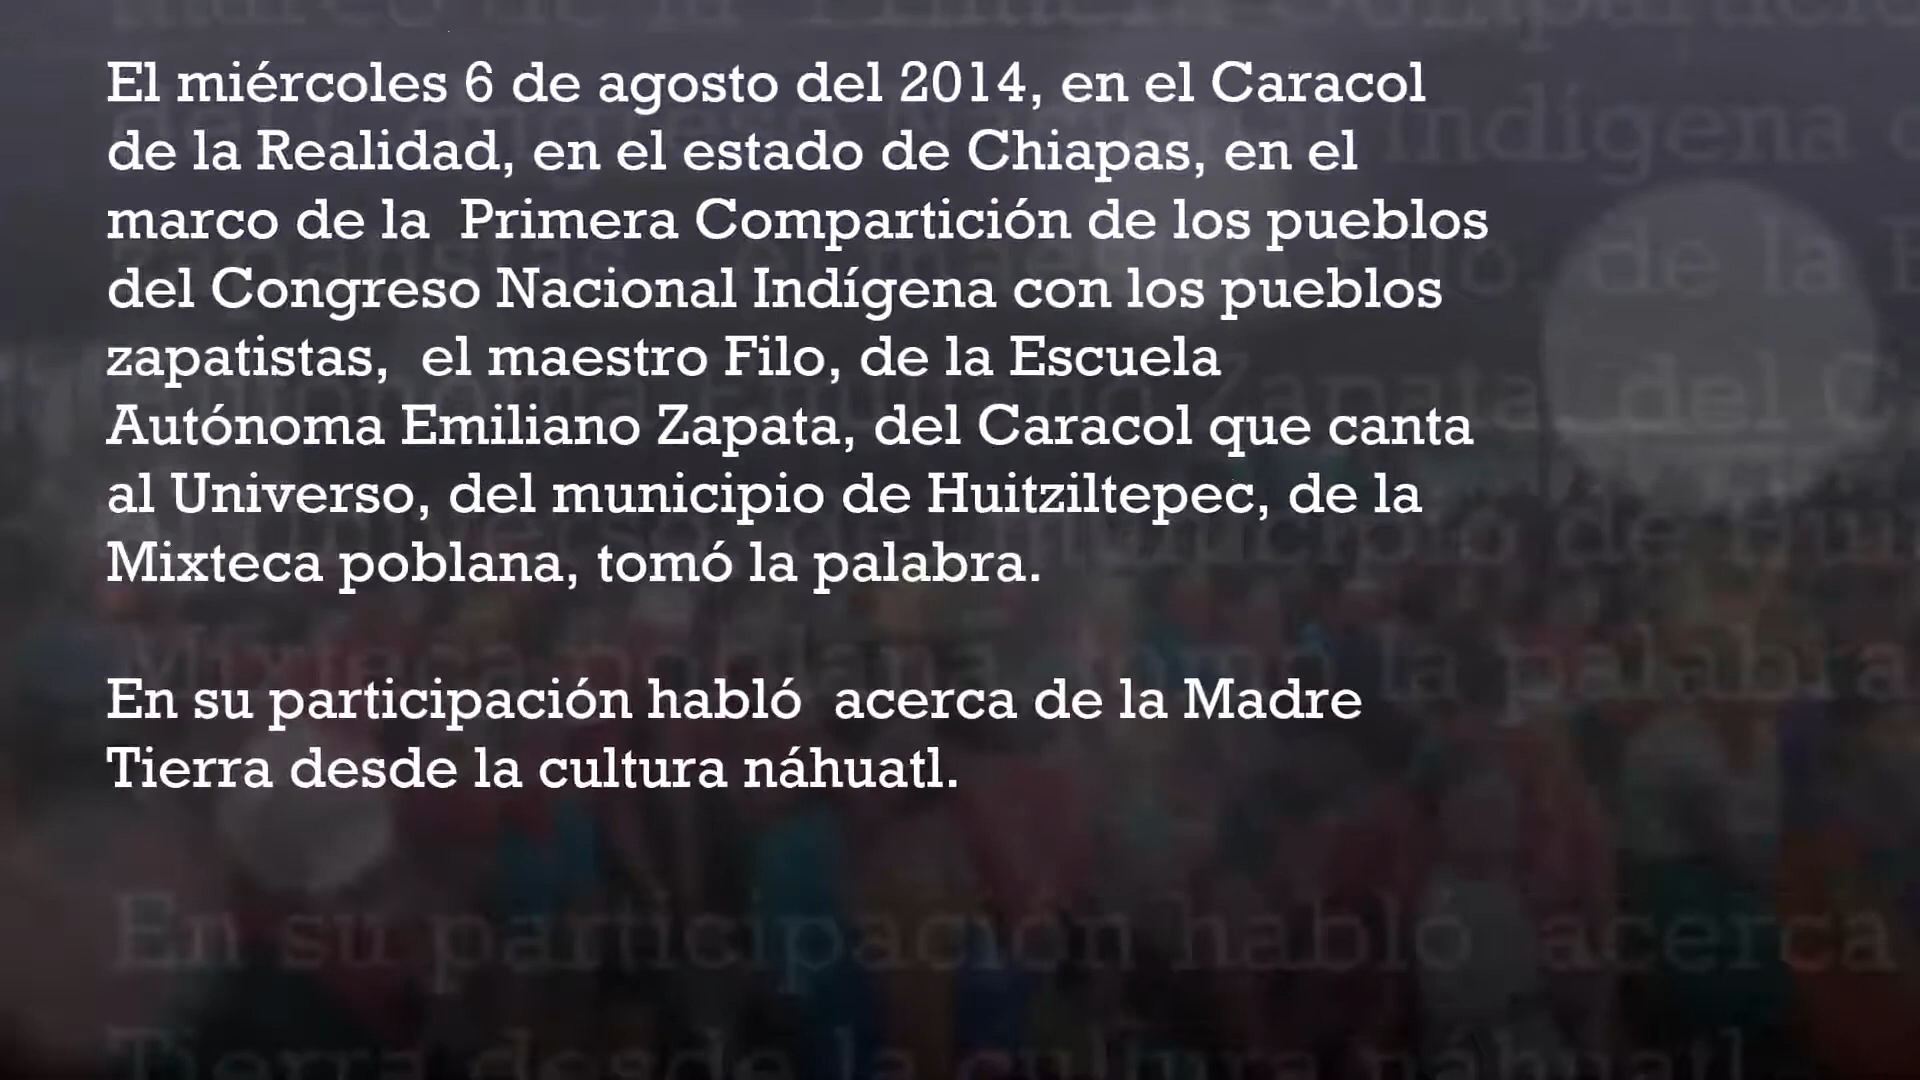 El miércoles 6 de agosto del 2014, en el Caracol
de la Realidad, en el estado de Chiapas, en el
marco de la  Primera Compartición de los pueblos
del Congreso Nacional Indígena con los pueblos
zapatistas,  el maestro Filo, de la Escuela
Autónoma Emiliano Zapata, del Caracol que canta
al Universo, del municipio de Huitziltepec, de la
Mixteca poblana, tomó la palabra.
En su participación habló  acerca de la Madre
Tierra desde la cultura náhuatl.